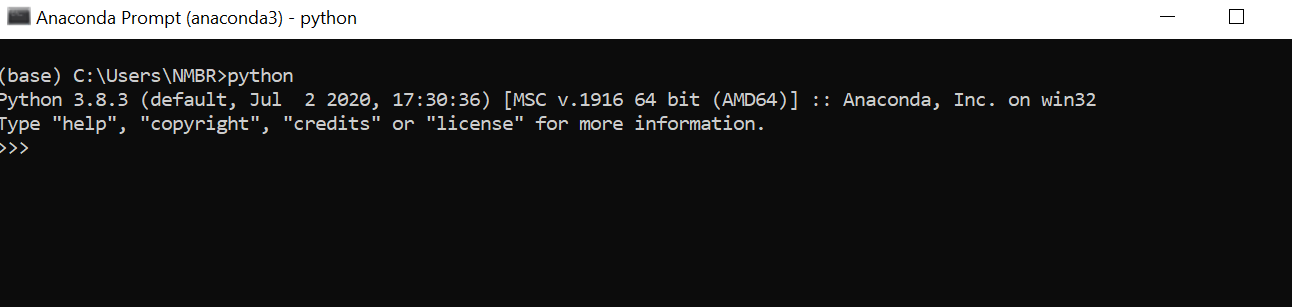 Anaconda Prompt (anaconda3) - python
(base) C:\Users\NMBR>python
Python 3.8.3 (default, Jul  2 2020, 17:30:36) [MSC v.1916 64 bit (AMD64)] :: Anaconda, Inc. on win32
Type "help", "copyright", "credits" or "license" for more information.
>>>